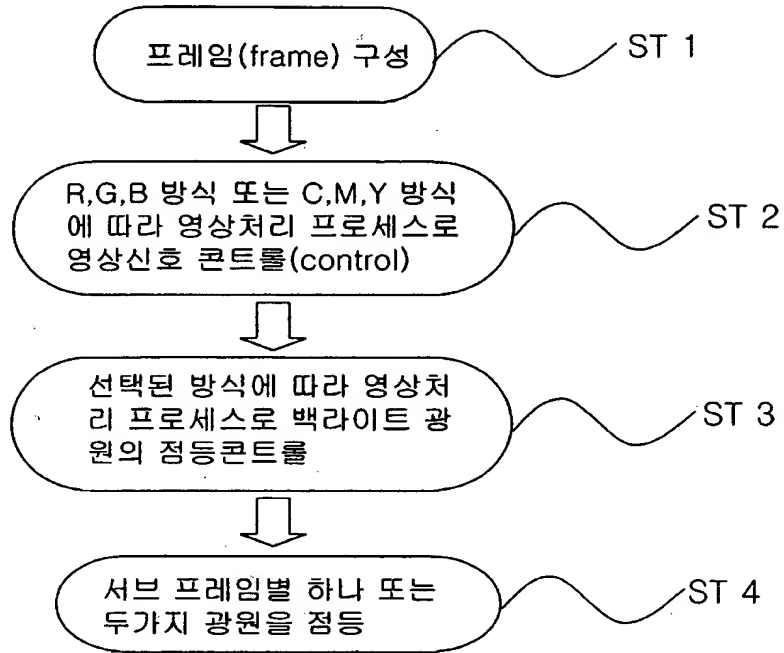 프레임(frame) 구성
ST 1
R,G,B 방식 또는 C,M,Y 방식
에 따라 영상처리 프로세스로
영상신호 콘트롤(control)
ST 2
선택된 방식에 따라 영상처
리 프로세스로 백라이트 광
원의 점등콘트롤
ST 3
서브 프레임별 하나 또는
두가지 광원을 점등
ST 4